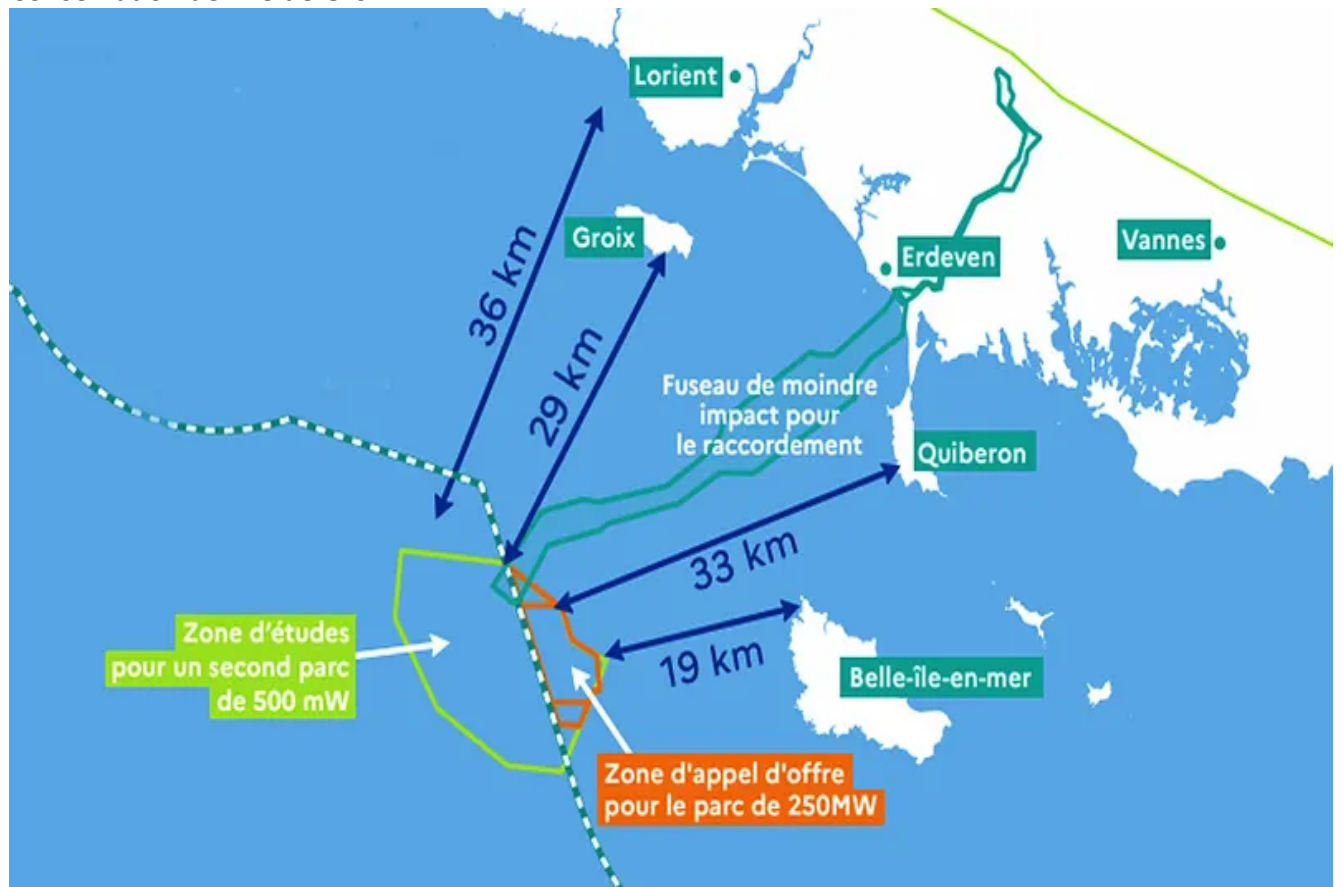 Lorient
Groix
Erdeven
Vannes
36 km
29 km
Fuseau de moindre
impact pour
le raccordement
Quiberon
33 km
19 km
Zone d'études
pour un second parc
de 500 mW
Belle-île-en-mer
Zone d'appel d'offre
pour le parc de 250MW